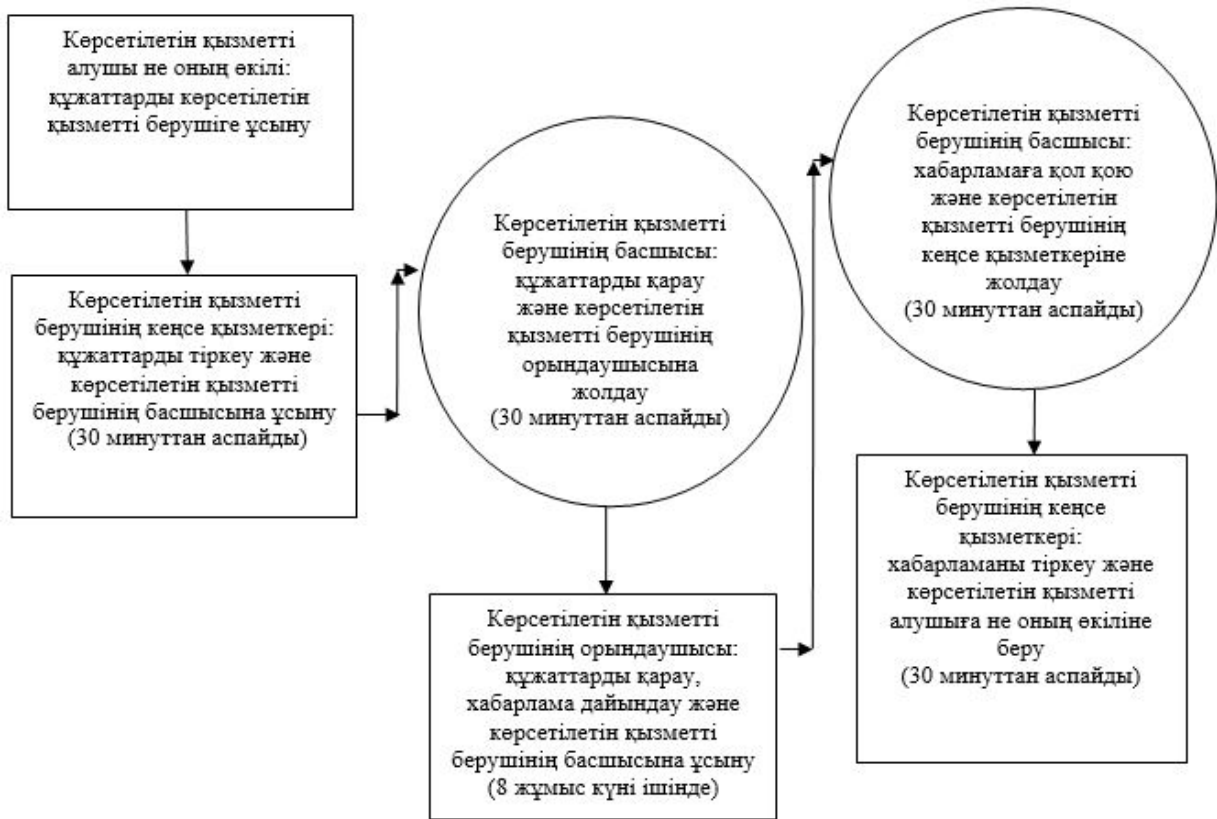 Көрсетілетін қызметті
алушы не оның өкілі:
құжаттарды көрсетілетін
қызметті берушіге ұсыну
Көрсетілетін қызметті
берушінің кеңсе қызметкері:
құжаттарды тіркеу және
көрсетілетін қызметті
берушінің басшысына ұсыну
(30 минуттан аспайды)
Көрсетілетін қызметті
берушінің басшысы:
құжаттарды қарау
және көрсетілетін
қызметті берушінің
орындаушысына
жолдау
(30 минуттан аспайды)
Көрсетілетін қызметті
берушінің орындаушысы:
құжаттарды қарау,
хабарлама дайындау және
көрсетілетін қызметті
берушінің басшысына ұсыну
(8 жұмыс күні ішінде)
Көрсетілетін қызметті
берушінің басшысы:
хабарламаға қол қою
және көрсетілетін
қызметті берушінің
кеңсе қызметкеріне
жолдау
(30 минуттан аспайды)
Көрсетілетін қызметті
берушінің кеңсе
қызметкері:
хабарламаны тіркеу және
көрсетілетін қызметті
алушыға не оның өкіліне
беру
(30 минуттан аспайды)